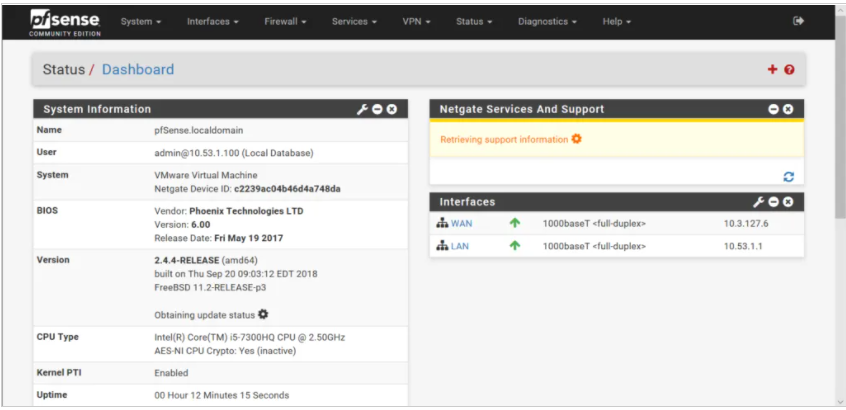 pfsense
COMMUNITY EDITION
System Interfaces Firewall Services VPN Status Diagnostics Help
Status / Dashboard
System Information
Name pfSense.localdomain
User admin@10.53.1.100 (Local Database)
System VMware Virtual Machine
Netgate Device ID: c2239ac04b46d4a748da
BIOS Vendor: Phoenix Technologies LTD
Version: 6.00
Release Date: Fri May 19 2017
Version 2.4.4-RELEASE (amd64)
built on Thu Sep 20 09:03:12 EDT 2018
FreeBSD 11.2-RELEASE-p3
Obtaining update status
CPU Type Intel(R) Core(TM) i5-7300HQ CPU @ 2.50GHz
AES-NI CPU Crypto: Yes (inactive)
Kernel PTI Enabled
Uptime 00 Hour 12 Minutes 15 Seconds
Netgate Services And Support
Retrieving support information
Interfaces
WAN 1000baseT <full-duplex> 10.3.127.6
LAN 1000baseT <full-duplex> 10.53.1.1